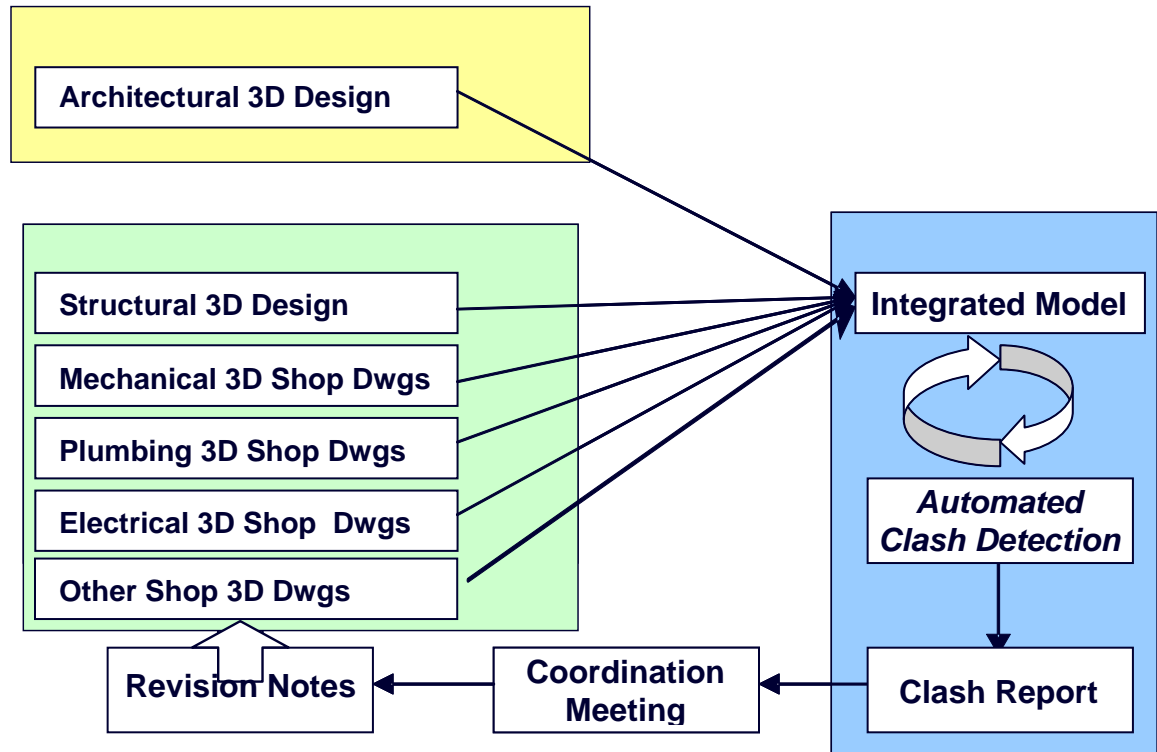 Architectural 3D Design
Structural 3D Design
Integrated Model
Mechanical 3D Shop Dwgs
Plumbing 3D Shop Dwgs
Electrical 3D Shop  Dwgs
Automated
Clash Detection
Other Shop 3D Dwgs
Revision Notes
Coordination
Meeting
Clash Report